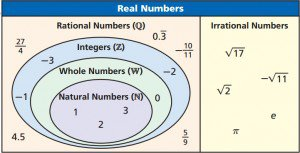 Real Numbers
Rational Numbers (Q)
Irrational Numbers
27/4
0.3̅
−10/11
Integers (Z)
√17
−3
−2
Whole Numbers (W)
−√11
√2
−1
Natural Numbers (N)
0
1
3
2
e
π
4.5
5/9